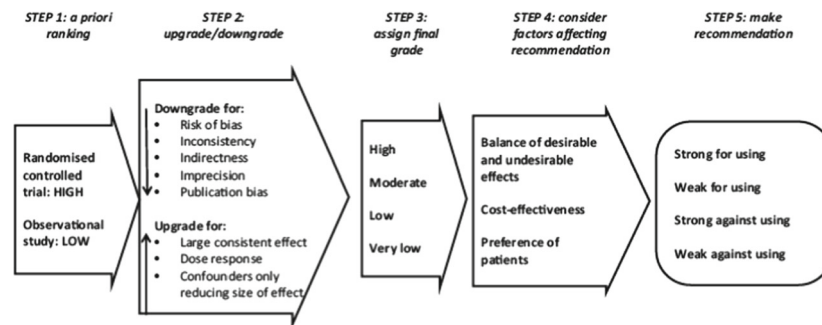 STEP 1: a priori
ranking
STEP 2:
upgrade/downgrade
STEP 3:
assign final
grade
STEP 4: consider
factors affecting
recommendation
STEP 5: make
recommendation
Randomised
controlled
trial: HIGH
Observational
study: LOW
Downgrade for:
• Risk of bias
• Inconsistency
• Indirectness
• Imprecision
• Publication bias
Upgrade for:
• Large consistent effect
• Dose response
• Confounders only
reducing size of effect
High
Moderate
Low
Very low
Balance of desirable
and undesirable
effects
Cost-effectiveness
Preference of
patients
Strong for using
Weak for using
Strong against using
Weak against using